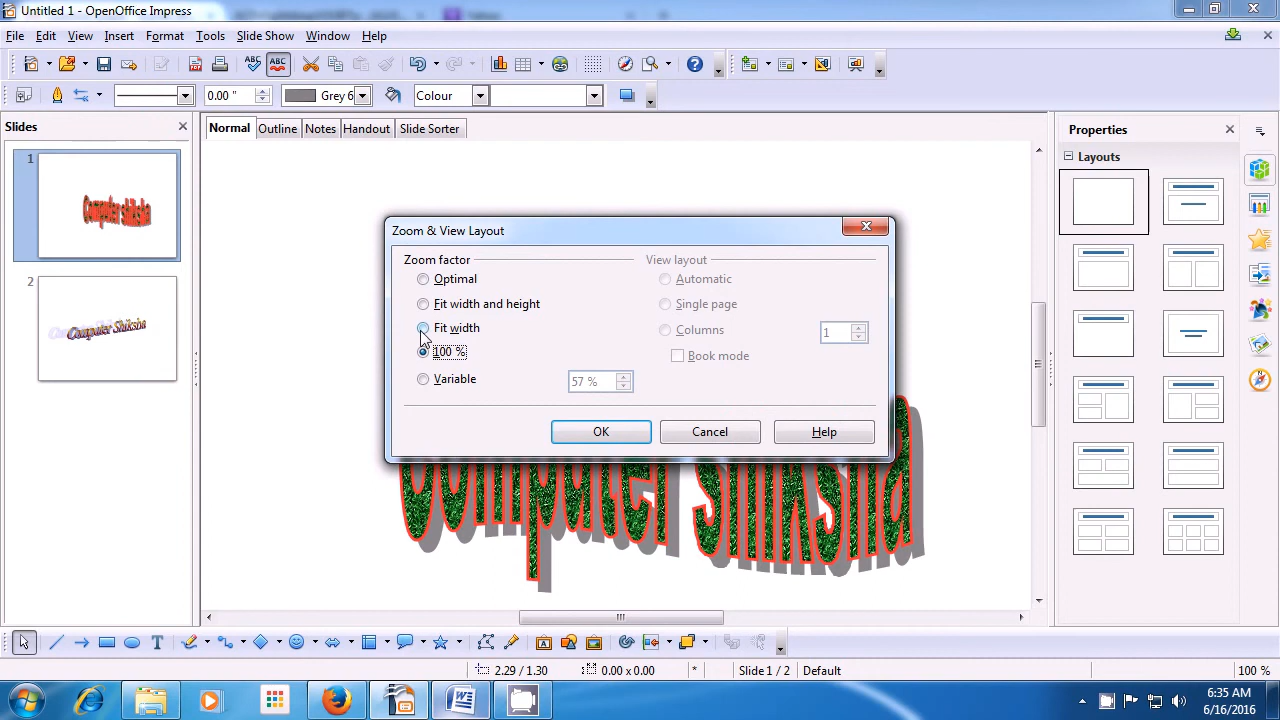 Untitled 1 - OpenOffice Impress
File Edit View Insert Format Tools Slide Show Window Help
0.00 " Grey 6 Colour
Slides
Normal Outline Notes Handout Slide Sorter
Properties
Layouts
1
Computer shiksha
2
Computer Shiksha
Zoom & View Layout
Zoom factor
Optimal
Fit width and height
Fit width
100 %
Variable
57 %
View layout
Automatic
Single page
Columns
1
Book mode
OK Cancel Help
Computer shiksha
2.29 / 1.30 0.00 x 0.00 * Slide 1 / 2 Default 100 %
6:35 AM
6/16/2016